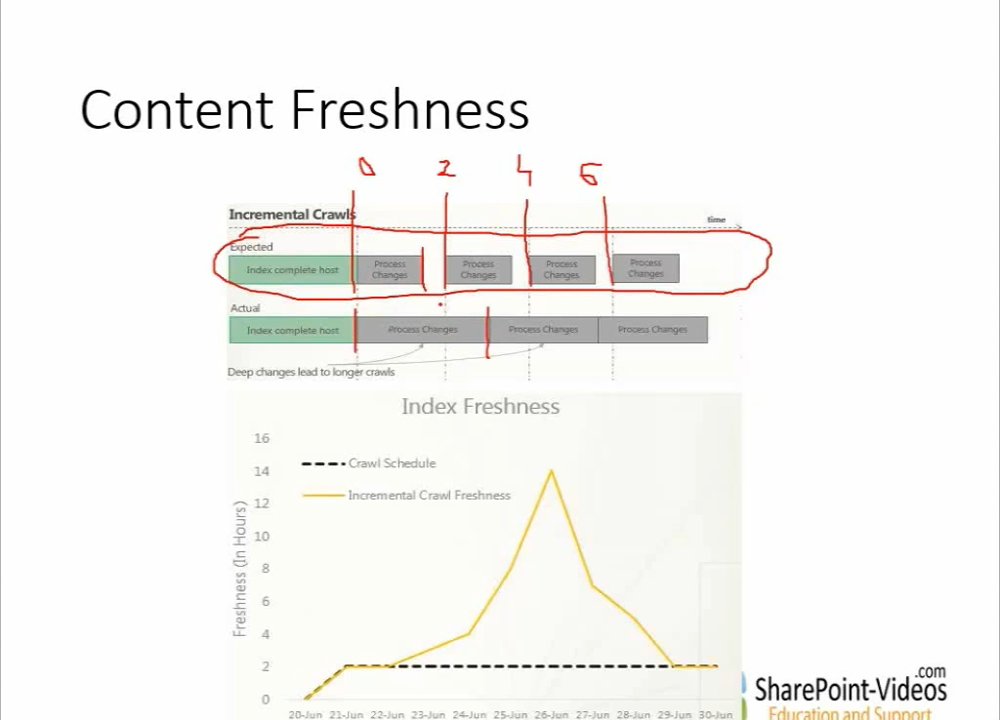 Content Freshness
0 2 4 6
Incremental Crawls
time
Expected
Index complete host
Process Changes
Process Changes
Process Changes
Process Changes
Actual
Index complete host
Process Changes
Process Changes
Process Changes
Deep changes lead to longer crawls
Index Freshness
16
14
12
10
8
6
4
2
0
Freshness (In Hours)
Crawl Schedule
Incremental Crawl Freshness
20-Jun 21-Jun 22-Jun 23-Jun 24-Jun 25-Jun 26-Jun 27-Jun 28-Jun 29-Jun 30-Jun
.com
SharePoint-Videos
Education and Support